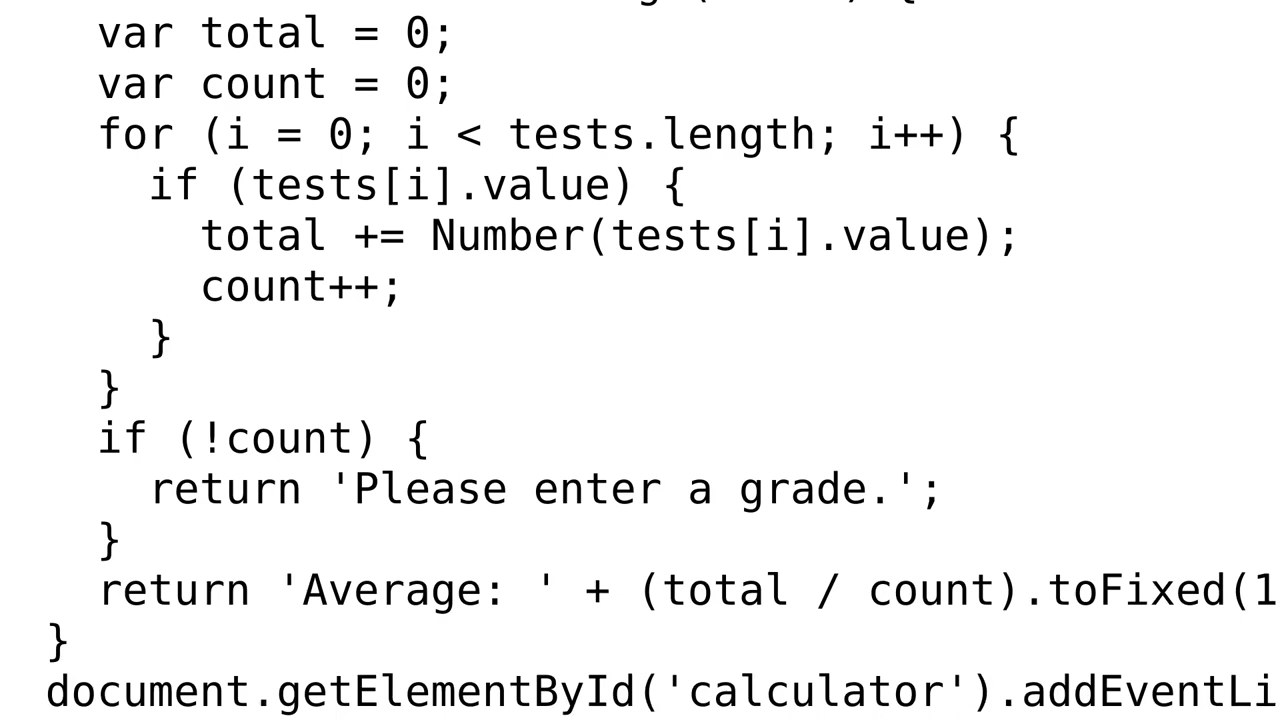 var total = 0;
var count = 0;
for (i = 0; i < tests.length; i++) {
if (tests[i].value) {
total += Number(tests[i].value);
count++;
}
}
if (!count) {
return 'Please enter a grade.';
}
return 'Average: ' + (total / count).toFixed(1
}
document.getElementById('calculator').addEventLi